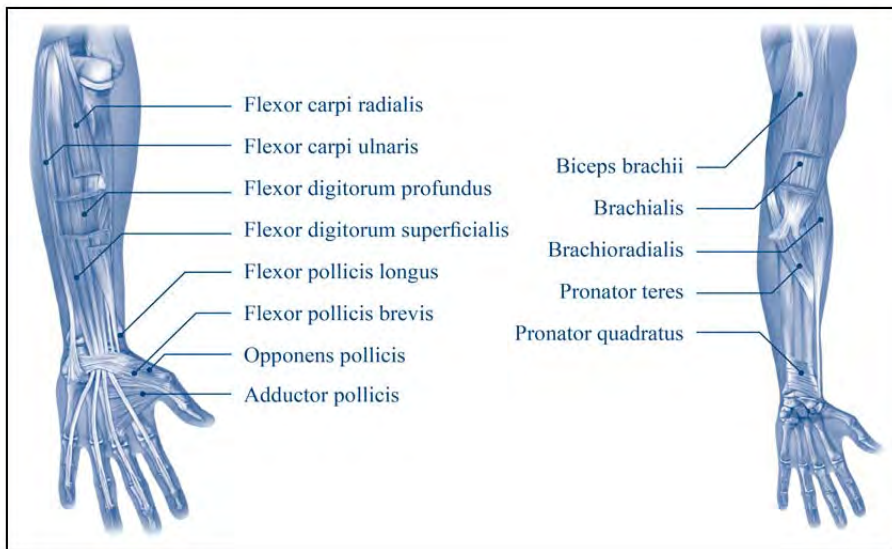 Flexor carpi radialis
Flexor carpi ulnaris
Flexor digitorum profundus
Flexor digitorum superficialis
Flexor pollicis longus
Flexor pollicis brevis
Opponens pollicis
Adductor pollicis
Biceps brachii
Brachialis
Brachioradialis
Pronator teres
Pronator quadratus